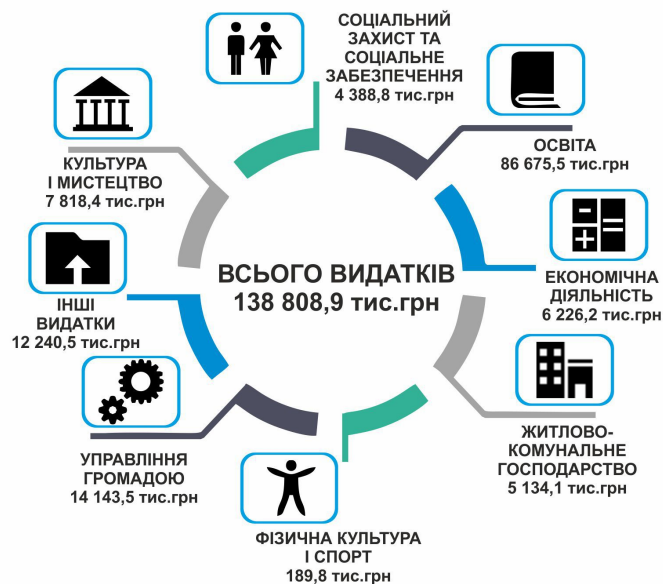 СОЦІАЛЬНИЙ
ЗАХИСТ ТА
СОЦІАЛЬНЕ
ЗАБЕЗПЕЧЕННЯ
4 388,8 тис.грн
ОСВІТА
86 675,5 тис.грн
КУЛЬТУРА
І МИСТЕЦТВО
7 818,4 тис.грн
ВСЬОГО ВИДАТКІВ
138 808,9 тис.грн
ЕКОНОМІЧНА
ДІЯЛЬНІСТЬ
6 226,2 тис.грн
ІНШІ
ВИДАТКИ
12 240,5 тис.грн
ЖИТЛОВО-
КОМУНАЛЬНЕ
ГОСПОДАРСТВО
5 134,1 тис.грн
УПРАВЛІННЯ
ГРОМАДОЮ
14 143,5 тис.грн
ФІЗИЧНА КУЛЬТУРА
І СПОРТ
189,8 тис.грн